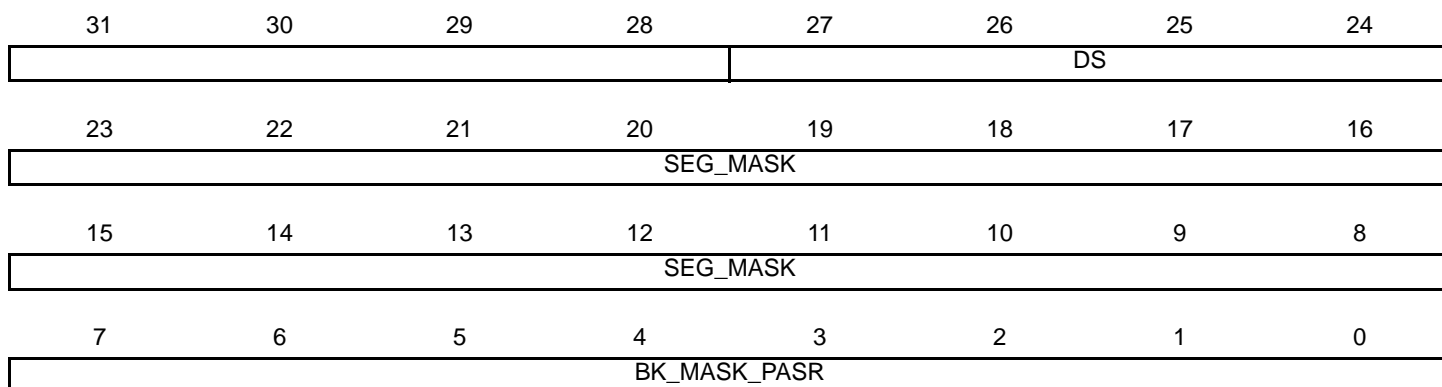 31 30 29 28 27 26 25 24
DS
23 22 21 20 19 18 17 16
SEG_MASK
15 14 13 12 11 10 9 8
SEG_MASK
7 6 5 4 3 2 1 0
BK_MASK_PASR